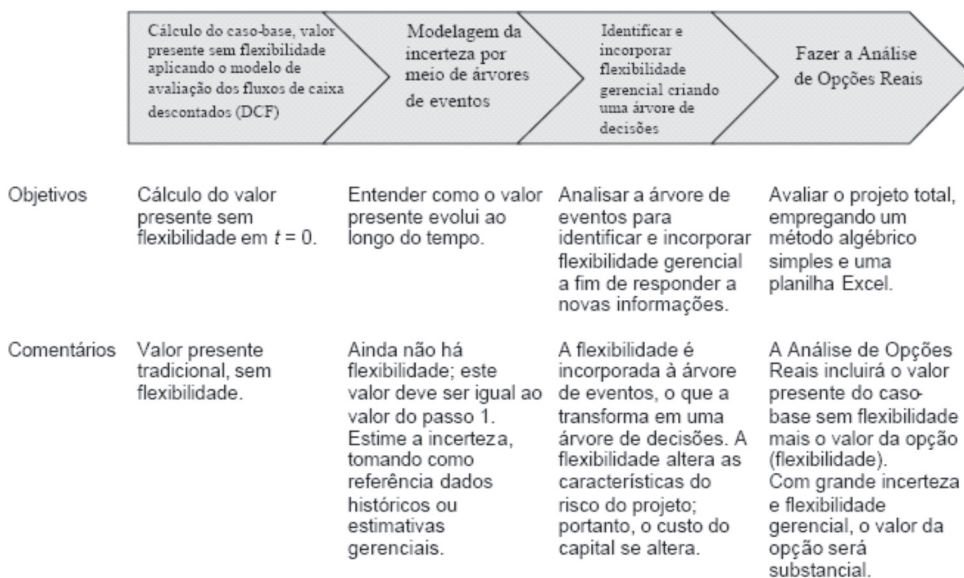 Cálculo do caso-base, valor
presente sem flexibilidade
aplicando o modelo de
avaliação dos fluxos de caixa
descontados (DCF)
Modelagem da
incerteza por
meio de árvores
de eventos
Identificar e
incorporar
flexibilidade
gerencial criando
uma árvore de
decisões
Fazer a Análise
de Opções Reais
Objetivos
Cálculo do valor
presente sem
flexibilidade em t = 0.
Entender como o valor
presente evolui ao
longo do tempo.
Analisar a árvore de
eventos para
identificar e incorporar
flexibilidade gerencial
a fim de responder a
novas informações.
Avaliar o projeto total,
empregando um
método algébrico
simples e uma
planilha Excel.
Comentários
Valor presente
tradicional, sem
flexibilidade.
Ainda não há
flexibilidade; este
valor deve ser igual ao
valor do passo 1.
Estime a incerteza,
tomando como
referência dados
históricos ou
estimativas
gerenciais.
A flexibilidade é
incorporada à árvore
de eventos, o que a
transforma em uma
árvore de decisões. A
flexibilidade altera as
características do
risco do projeto;
portanto, o custo do
capital se altera.
A Análise de Opções
Reais incluirá o valor
presente do caso-
base sem flexibilidade
mais o valor da opção
(flexibilidade).
Com grande incerteza
e flexibilidade
gerencial, o valor da
opção será
substancial.